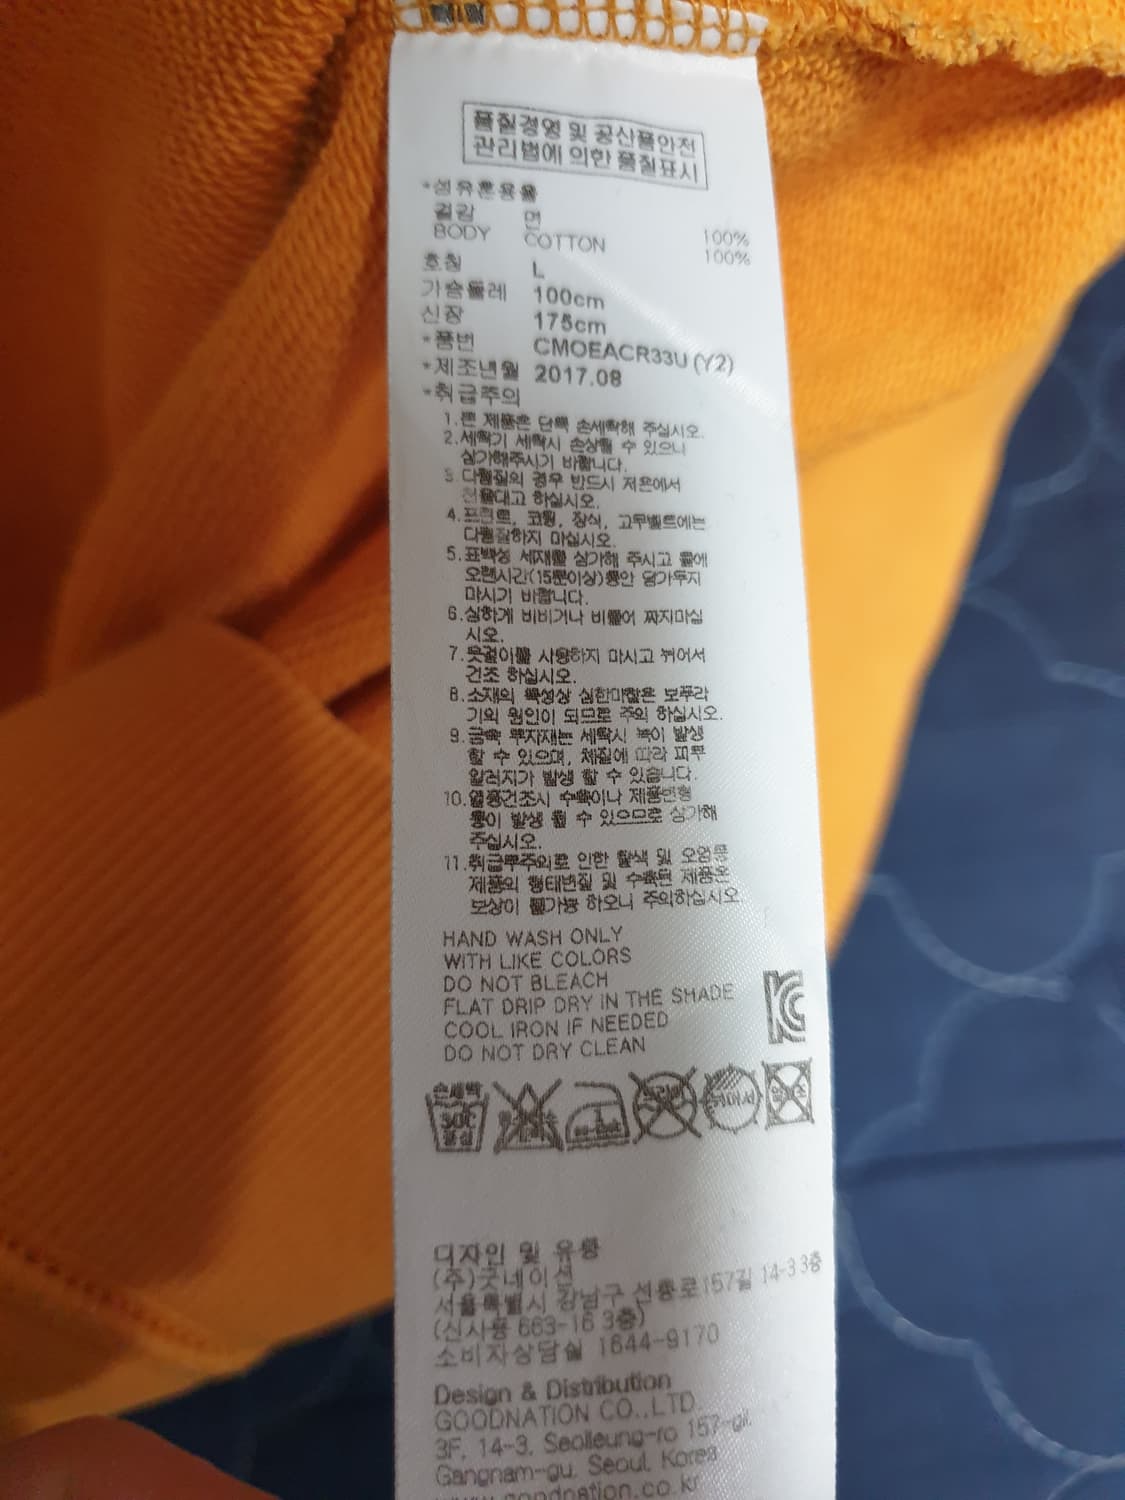 품질경영 및 공산품안전
관리법에 의한 품질표시
*섬유혼용율
겉감 면 100%
BODY COTTON 100%
호칭 L
가슴둘레 100cm
신장 175cm
*품번 CMOEACR33U (Y2)
*제조년월 2017.08
*취급주의
1.본 제품은 단독 손세탁해 주십시오.
2.세탁기 세탁시 손상될 수 있으니
삼가해주시기 바랍니다.
3.다림질의 경우 반드시 저온에서
천을대고 하십시오.
4.프린트, 코팅, 장식, 고무벨트에는
다림질하지 마십시오.
5.표백성 세재를 삼가해 주시고 물에
오랜시간(15분이상)동안 담가두지
마시기 바랍니다.
6.심하게 비비거나 비틀어 짜지마십
시오.
7.옷걸이를 사용하지 마시고 뉘어서
건조 하십시오.
8.소재의 특성상 심한마찰은 보푸라
기의 원인이 되므로 주의 하십시오.
9.금속 부자재는 세탁시 녹이 발생
할 수 있으며, 체질에 따라 피부
알러지가 발생 할 수 있습니다.
10.열풍건조시 수축이나 제품변형
등이 발생 될 수 있으므로 삼가해
주십시오.
11.취급부주의로 인한 탈색 및 오염등
제품의 형태변질 및 수축된 제품은
보상이 불가능 하오니 주의하십시오.
HAND WASH ONLY
WITH LIKE COLORS
DO NOT BLEACH
FLAT DRIP DRY IN THE SHADE
COOL IRON IF NEEDED
DO NOT DRY CLEAN
손세탁
30℃
중성
디자인 및 유통
(주)굿네이션
서울특별시 강남구 선릉로157길 14-3 3층
(신사동 663-16 3층)
소비자상담실 1644-9170
Design & Distribution
GOODNATION CO.,LTD.
3F, 14-3, Seolleung-ro 157-gil,
Gangnam-gu, Seoul, Korea
www.goodnation.co.kr